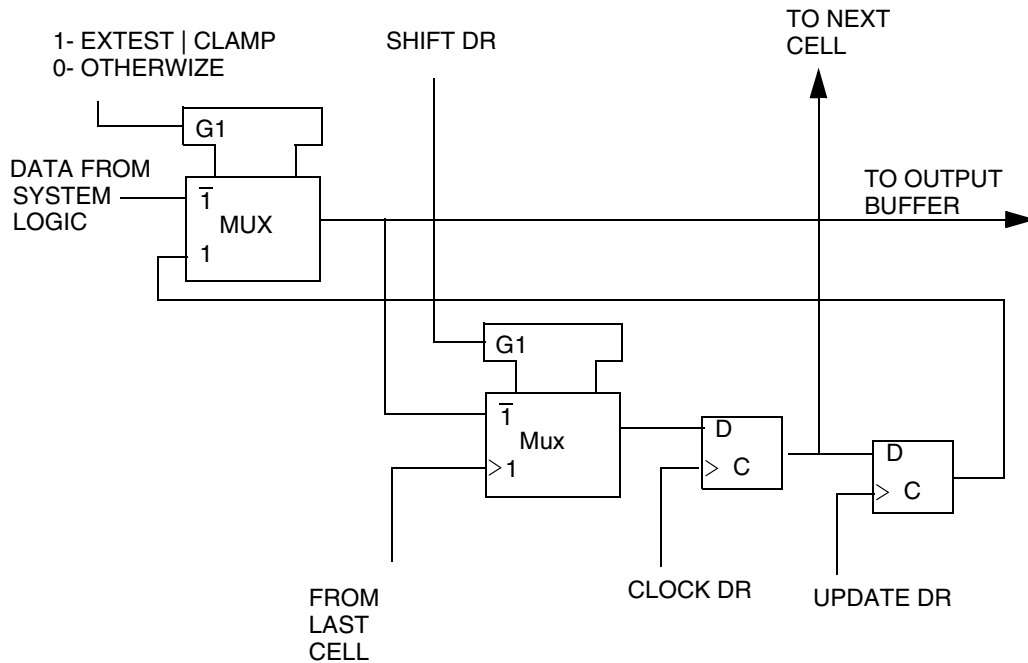 TO NEXT
CELL
1- EXTEST | CLAMP
0- OTHERWIZE
SHIFT DR
G1
DATA FROM
SYSTEM
LOGIC
1
MUX
1
TO OUTPUT
BUFFER
G1
1
Mux
1
D
C
D
C
FROM
LAST
CELL
CLOCK DR
UPDATE DR